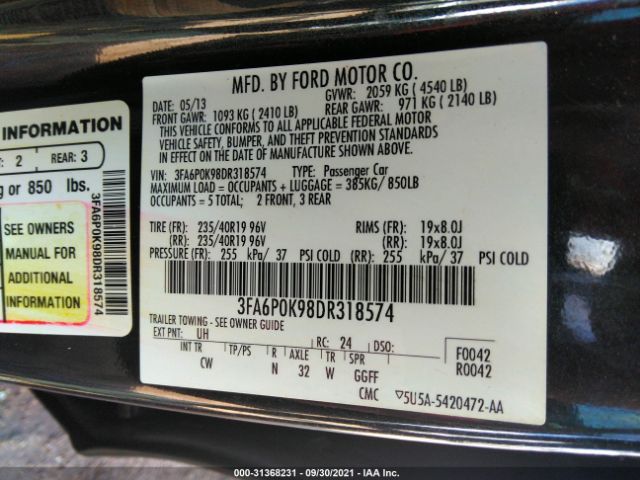 MFD. BY FORD MOTOR CO.
DATE: 05/13 GVWR: 2059 KG ( 4540 LB)
FRONT GAWR: 1093 KG ( 2410 LB) REAR GAWR: 971 KG ( 2140 LB)
THIS VEHICLE CONFORMS TO ALL APPLICABLE FEDERAL MOTOR
VEHICLE SAFETY, BUMPER, AND THEFT PREVENTION STANDARDS
IN EFFECT ON THE DATE OF MANUFACTURE SHOWN ABOVE.
VIN: 3FA6P0K98DR318574 TYPE: Passenger Car
MAXIMUM LOAD = OCCUPANTS + LUGGAGE = 385KG/ 850LB
OCCUPANTS = 5 TOTAL; 2 FRONT, 3 REAR
TIRE (FR): 235/40R19 96V RIMS (FR): 19x8.0J
(RR): 235/40R19 96V (RR): 19x8.0J
PRESSURE (FR): 255 kPa/ 37 PSI COLD (RR): 255 kPa/ 37 PSI COLD
3FA6P0K98DR318574
TRAILER TOWING - SEE OWNER GUIDE
EXT PNT: UH RC: 24 DSO: F0042
R0042
INT TR TP/PS R AXLE TR SPR
CW N 32 W GGFF
CMC ▽5U5A-5420472-AA
INFORMATION
2 REAR: 3
or 850 lbs.
SEE OWNERS
MANUAL FOR
ADDITIONAL
INFORMATION
3FA6P0K98DR318574
000-31368231 - 09/30/2021 - IAA Inc.